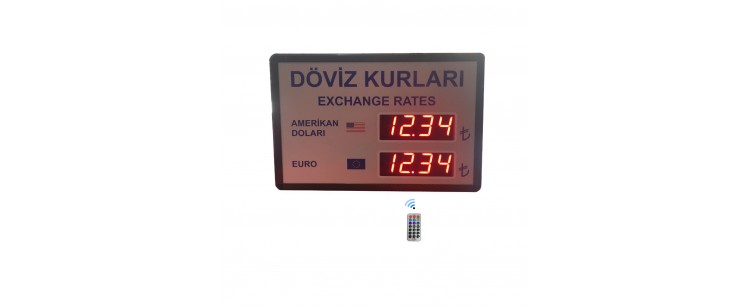 DÖVİZ KURLARI
EXCHANGE RATES
AMERİKAN
DOLARI
12.34 ₺
EURO
12.34 ₺